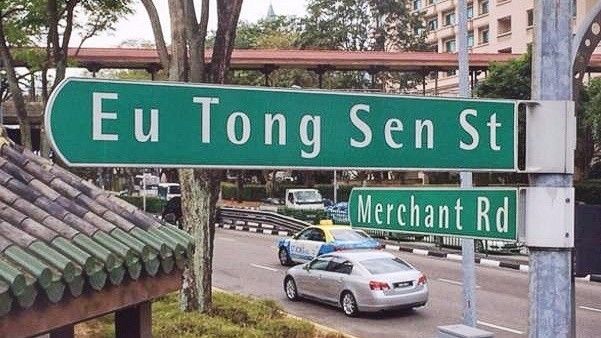 Eu Tong Sen St
Merchant Rd